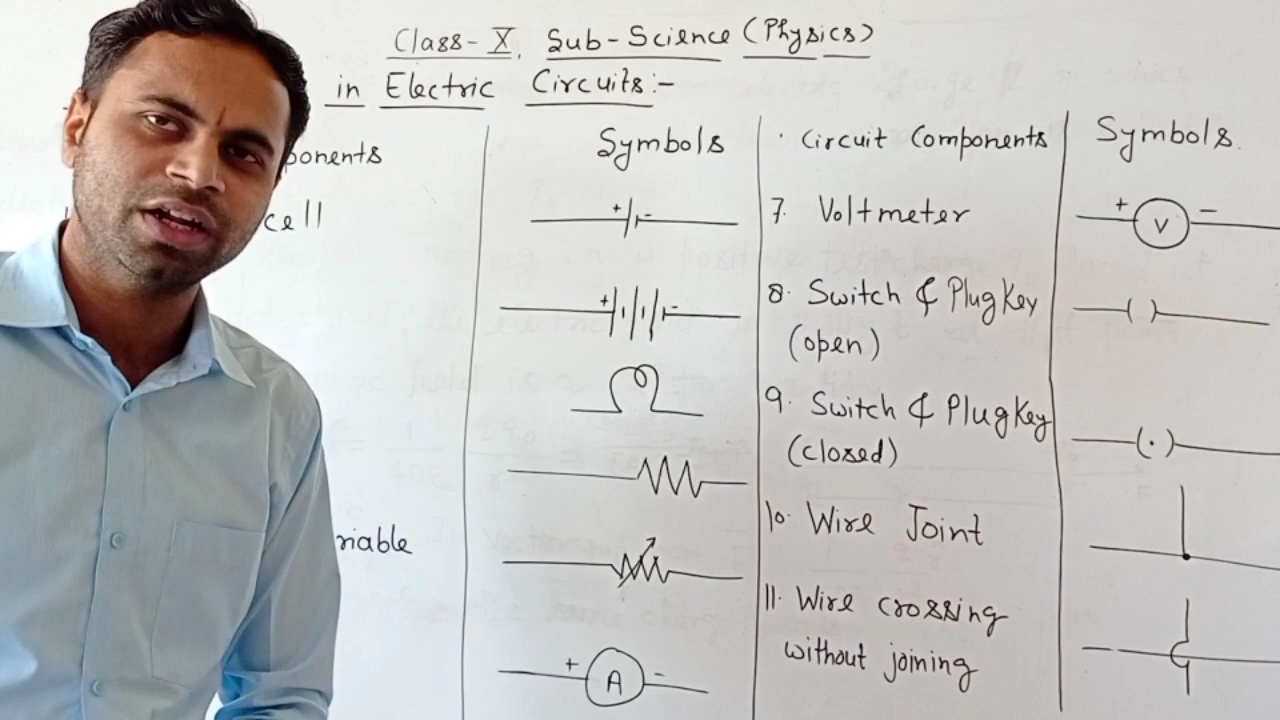 Class-X, Sub-Science (Physics)
in Electric Circuits:-
ponents
Symbols
Circuit Components
Symbols.
cell
+ -
7. Voltmeter
+ V -
+ -
8. Switch & Plug Key
(open)
9. Switch & Plug Key
(closed)
10. Wire Joint
riable
11. Wire crossing
without joining
+ A -